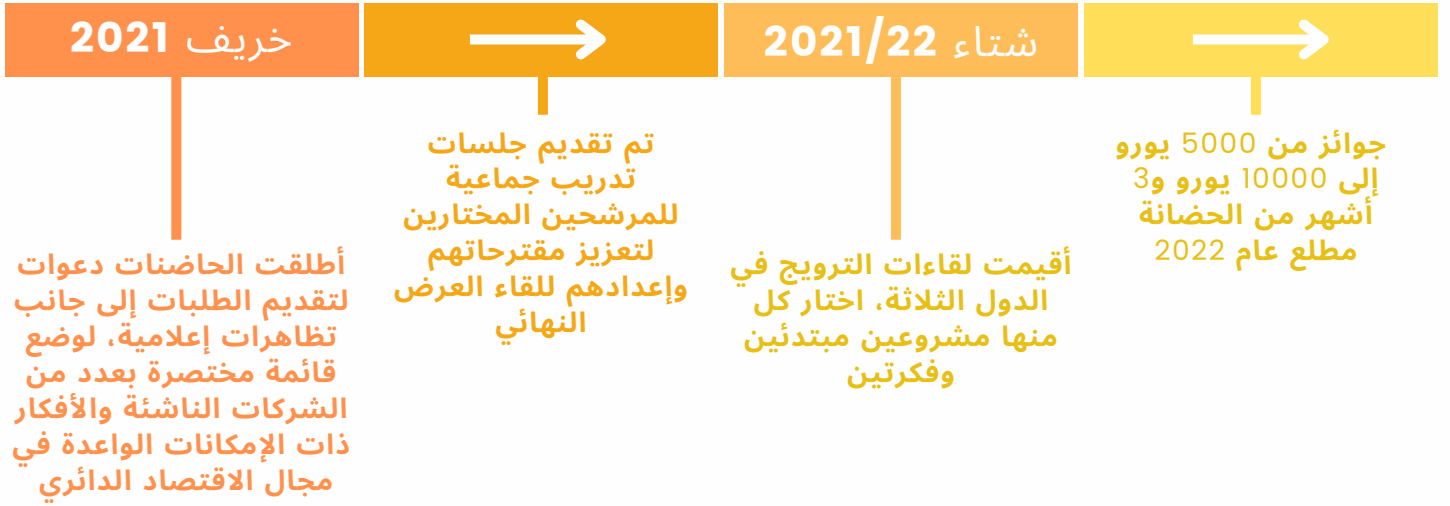 خريف 2021
أطلقت الحاضنات دعوات
لتقديم الطلبات إلى جانب
تظاهرات إعلامية، لوضع
قائمة مختصرة بعدد من
الشركات الناشئة والأفكار
ذات الإمكانات الواعدة في
مجال الاقتصاد الدائري
تم تقديم جلسات
تدريب جماعية
للمرشحين المختارين
لتعزيز مقترحاتهم
وإعدادهم للقاء العرض
النهائي
شتاء 2021/22
أقيمت لقاءات الترويج في
الدول الثلاثة، اختار كل
منها مشروعين مبتدئين
وفكرتين
جوائز من 5000 يورو
إلى 10000 يورو و3
أشهر من الحضانة
مطلع عام 2022